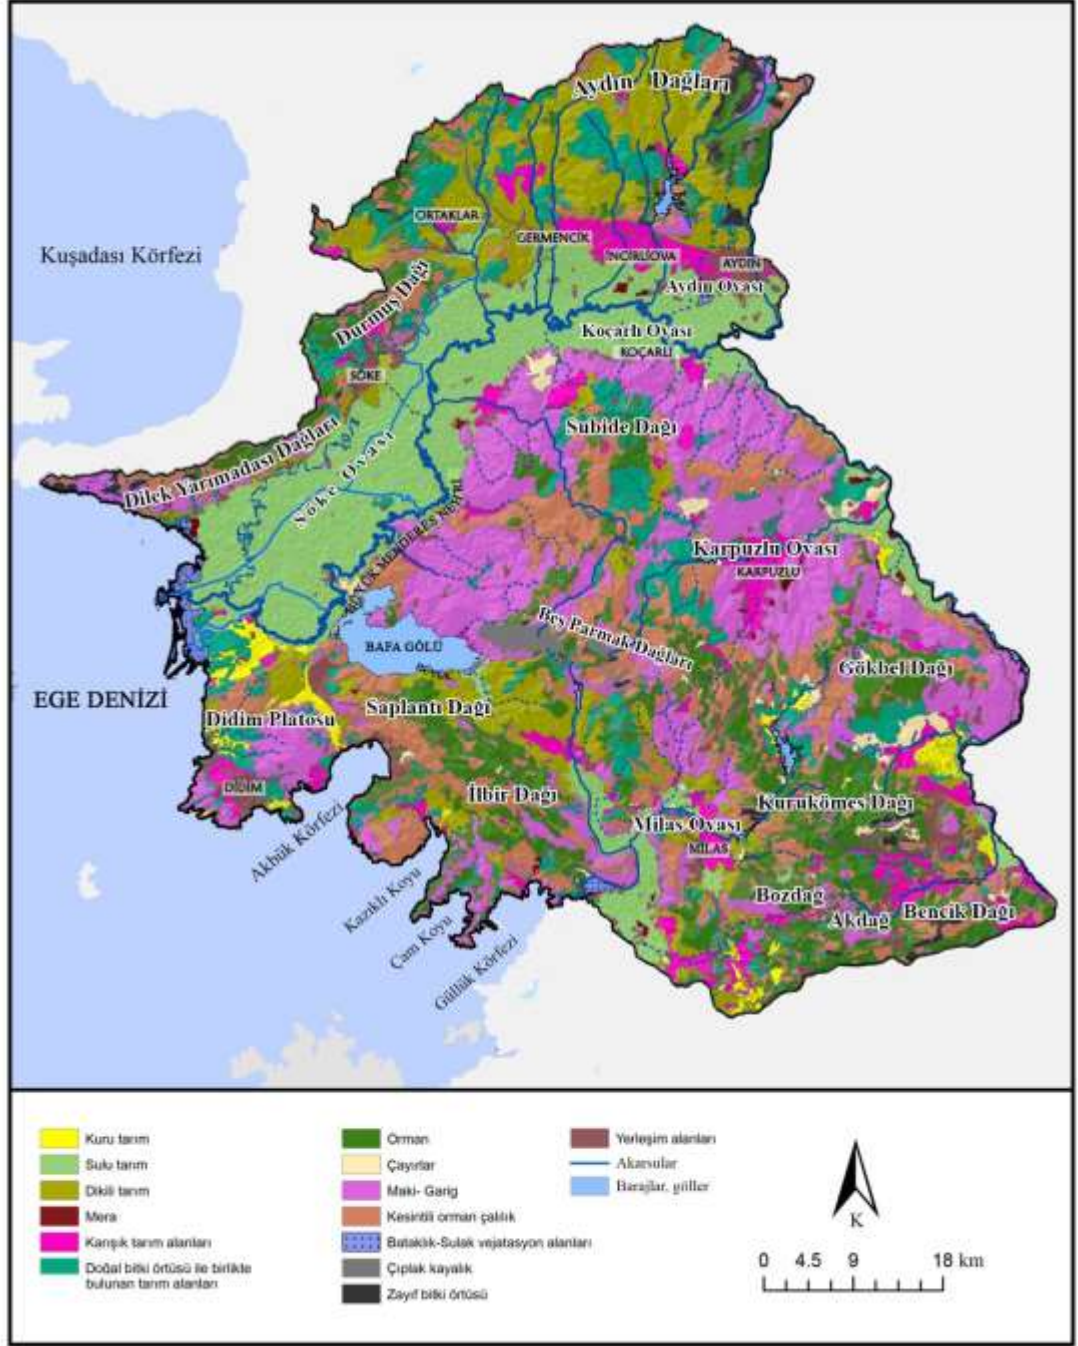 Aydın Dağları
ORTAKLAR
GERMENCİK
İNCİRLİOVA
AYDIN
Kuşadası Körfezi
Aydın Ovası
Durmuş Dağı
Koçarlı Ovası
KOÇARLI
SÖKE
Subide Dağı
Dilek Yarımadası Dağları
Söke Ovası
BÜYÜK MENDERES NEHRİ
Karpuzlu Ovası
KARPUZLU
Beş Parmak Dağları
BAFA GÖLÜ
Gökbel Dağı
EGE DENİZİ
Saplantı Dağı
Didim Platosu
DİDİM
İlbir Dağı
Kurukömes Dağı
Milas Ovası
MİLAS
Akbük Körfezi
Kazıklı Koyu
Çam Koyu
Güllük Körfezi
Bozdağ
Akdağ
Bencik Dağı
Kuru tarım
Sulu tarım
Dikili tarım
Mera
Karışık tarım alanları
Doğal bitki örtüsü ile birlikte
bulunan tarım alanları
Orman
Çayırlar
Maki- Garig
Kesintili orman çalılık
Bataklık-Sulak vejatasyon alanları
Çıplak kayalık
Zayıf bitki örtüsü
Yerleşim alanları
Akarsular
Barajlar, göller
K
0 4.5 9 18 km